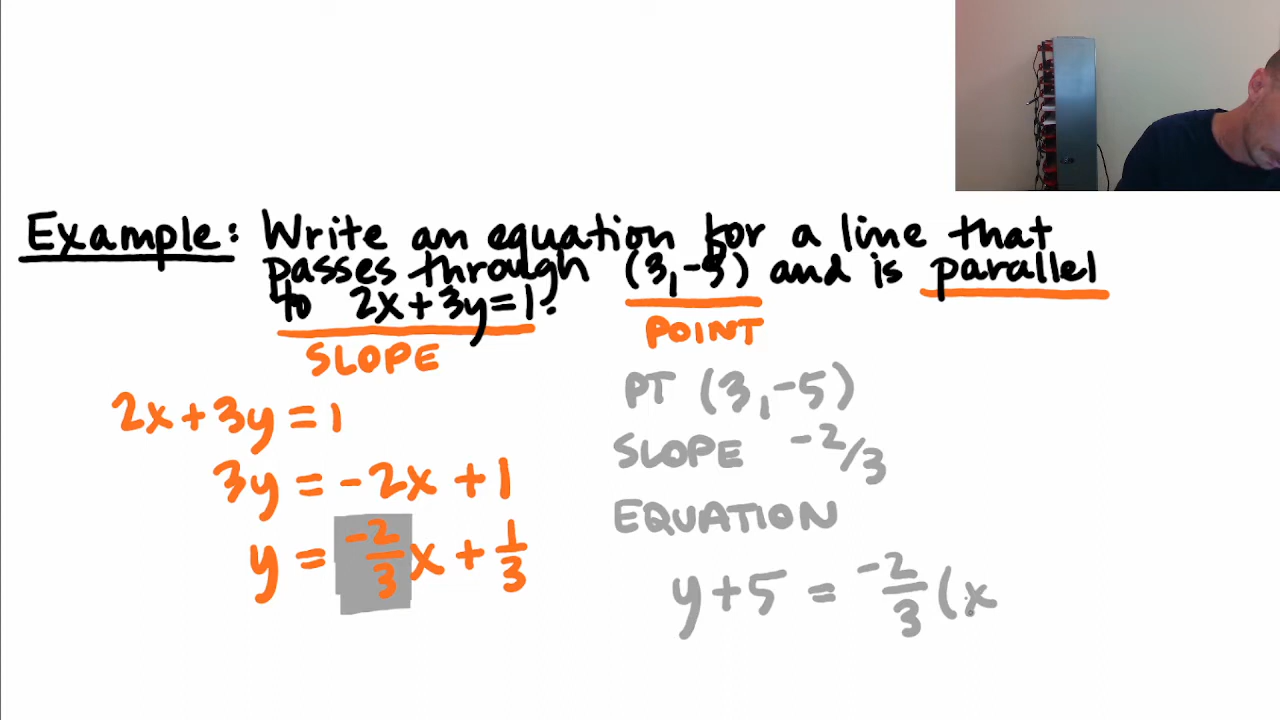 Example: Write an equation for a line that
passes through (3,-5) and is parallel
to 2x+3y=1.
SLOPE
POINT
2x+3y=1
3y=-2x+1
y=-2/3x+1/3
PT (3,-5)
SLOPE -2/3
EQUATION
y+5=-2/3(x